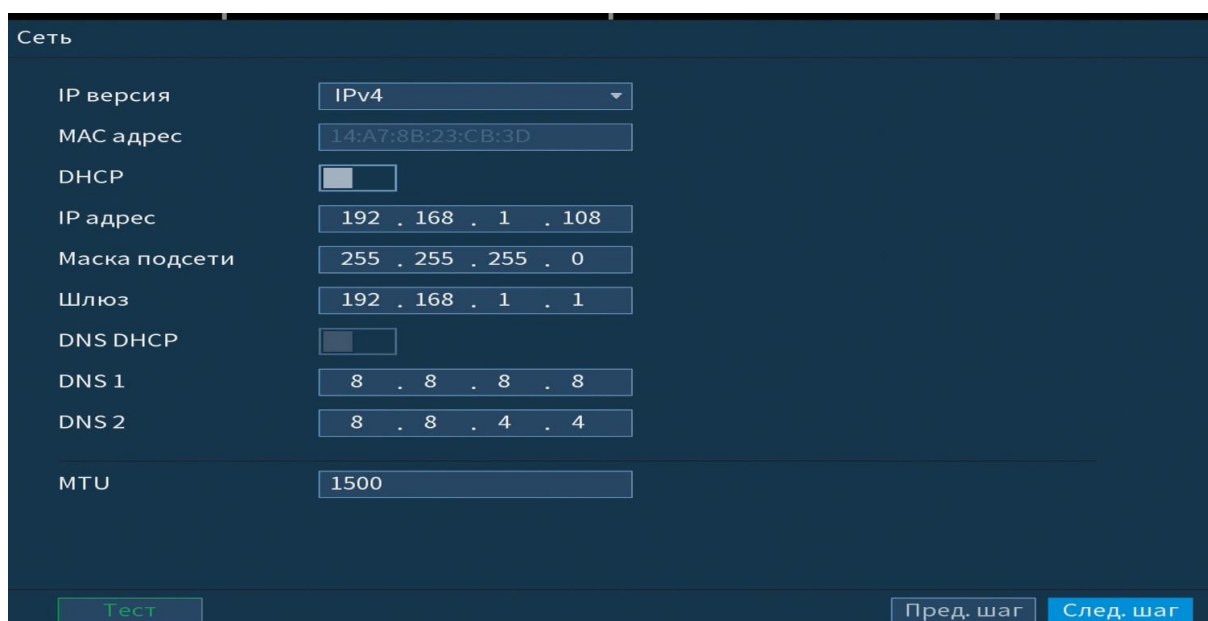 Сеть
IP версия IPv4
MAC адрес 14:A7:8B:23:CB:3D
DHCP
IP адрес 192 . 168 . 1 . 108
Маска подсети 255 . 255 . 255 . 0
Шлюз 192 . 168 . 1 . 1
DNS DHCP
DNS 1 8 . 8 . 8 . 8
DNS 2 8 . 8 . 4 . 4
MTU 1500
Тест Пред. шаг След. шаг